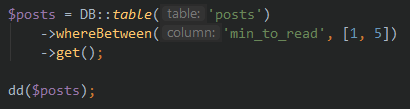 $posts = DB::table( table: 'posts')
    ->whereBetween( column: 'min_to_read', [1, 5])
    ->get();

dd($posts);